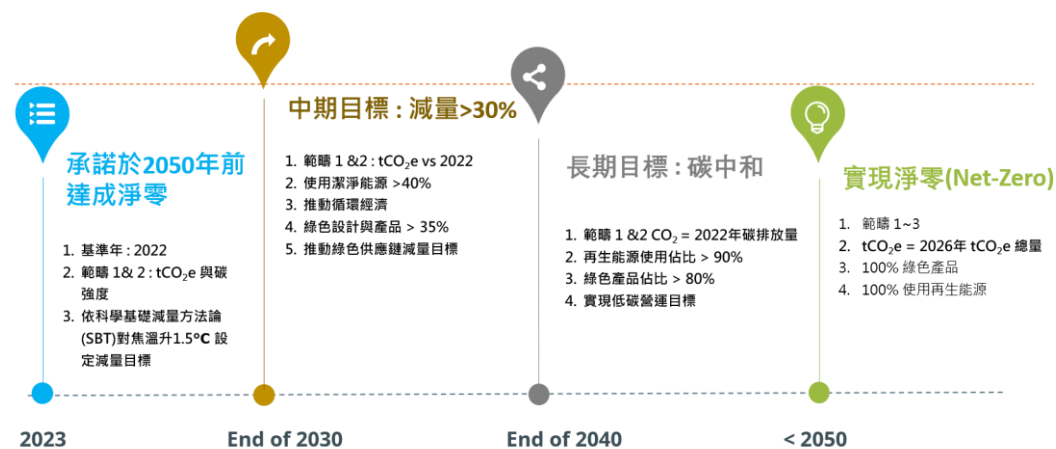 承諾於2050年前
達成淨零
1. 基準年 : 2022
2. 範疇 1& 2 : tCO₂e 與碳
強度
3. 依科學基礎減量方法論
(SBT)對焦溫升1.5℃ 設
定減量目標
2023
中期目標 : 減量>30%
1. 範疇 1 &2 : tCO₂e vs 2022
2. 使用潔淨能源 >40%
3. 推動循環經濟
4. 綠色設計與產品 > 35%
5. 推動綠色供應鏈減量目標
End of 2030
長期目標 : 碳中和
1. 範疇 1 &2 CO₂ = 2022年碳排放量
2. 再生能源使用佔比 > 90%
3. 綠色產品佔比 > 80%
4. 實現低碳營運目標
End of 2040
實現淨零(Net-Zero)
1. 範疇 1~3
2. tCO₂e = 2026年 tCO₂e 總量
3. 100% 綠色產品
4. 100% 使用再生能源
< 2050